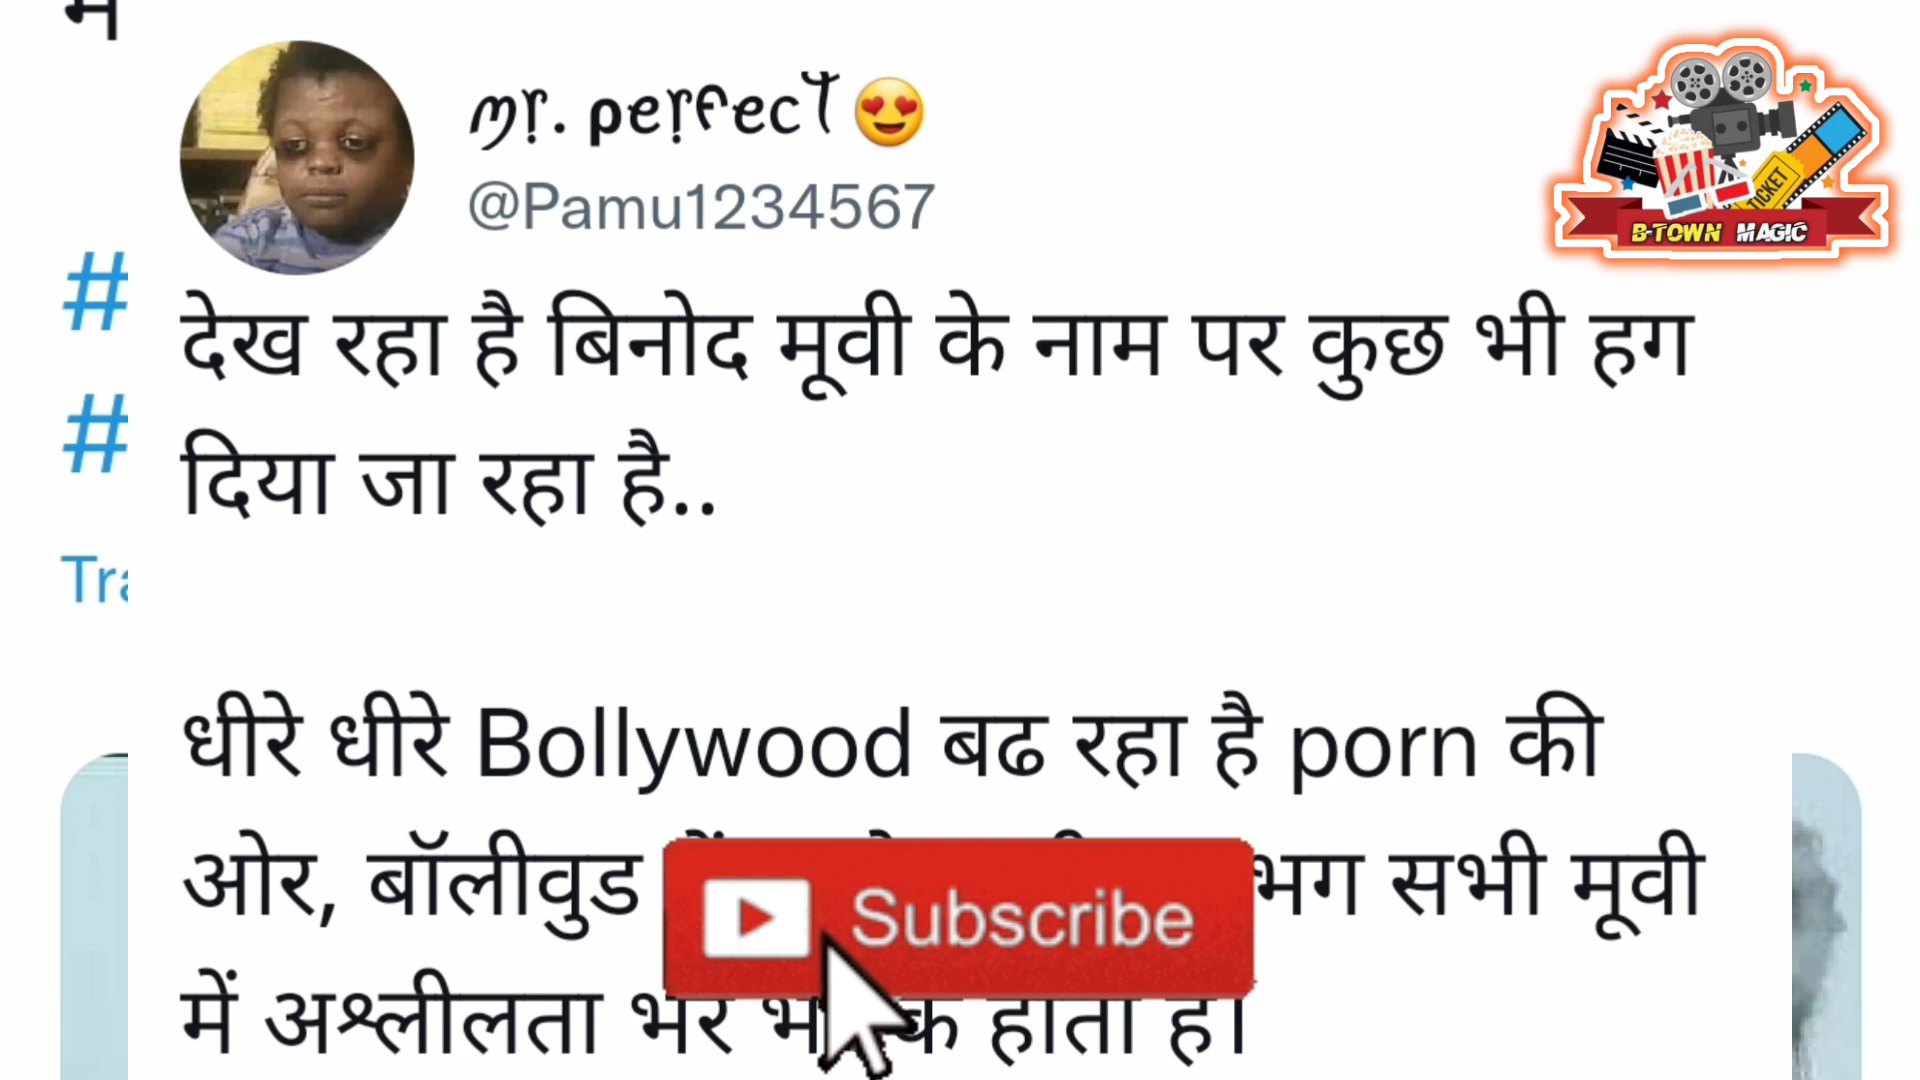 mr. perfect 😍
@Pamu1234567
TICKET
B-TOWN MAGIC
#
देख रहा है बिनोद मूवी के नाम पर कुछ भी हग
#
दिया जा रहा है..
धीरे धीरे Bollywood बढ रहा है porn की
ओर, बॉलीवुड सभी मूवी
Subscribe
में अश्लीलता भर के होता है।